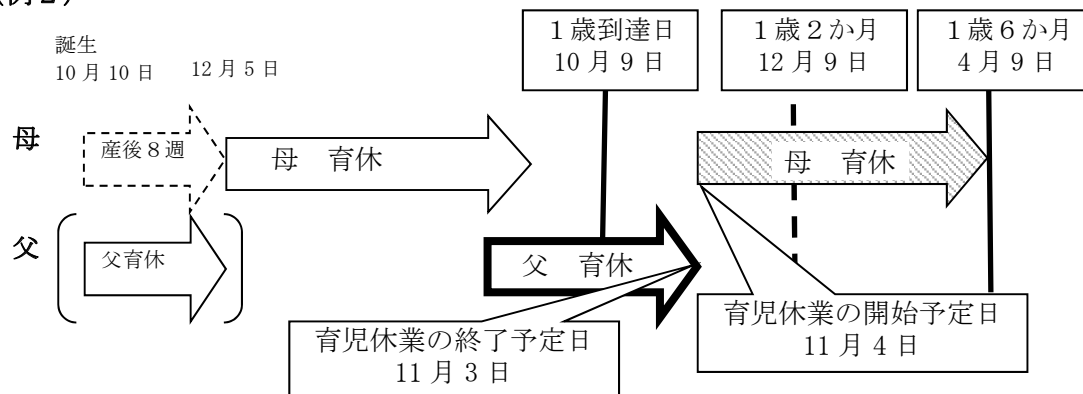 (例2)
誕生
10月10日
12月5日
1歳到達日
10月9日
1歳2か月
12月9日
1歳6か月
4月9日
母
産後8週
母 育休
母 育休
父
父育休
父 育休
育児休業の終了予定日
11月3日
育児休業の開始予定日
11月4日